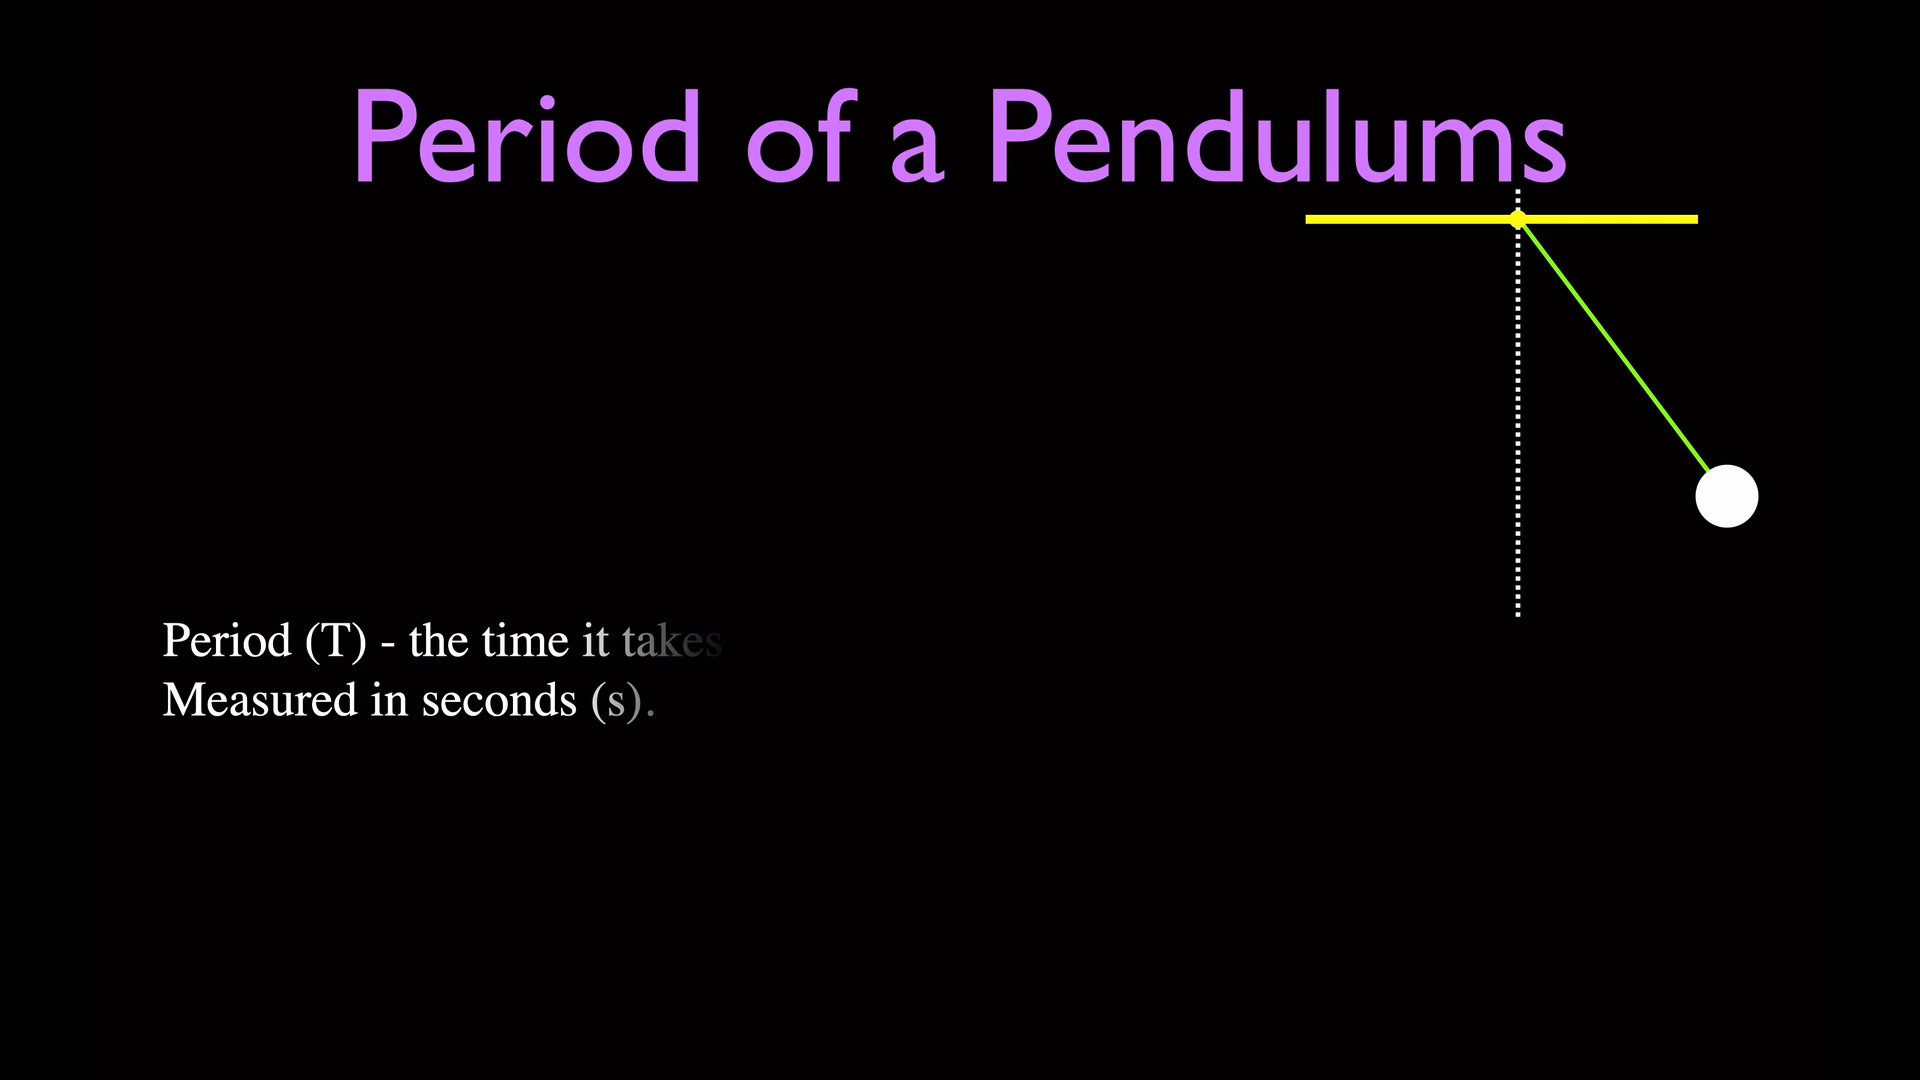 Period of a Pendulums
Period (T) - the time it takes
Measured in seconds (s).